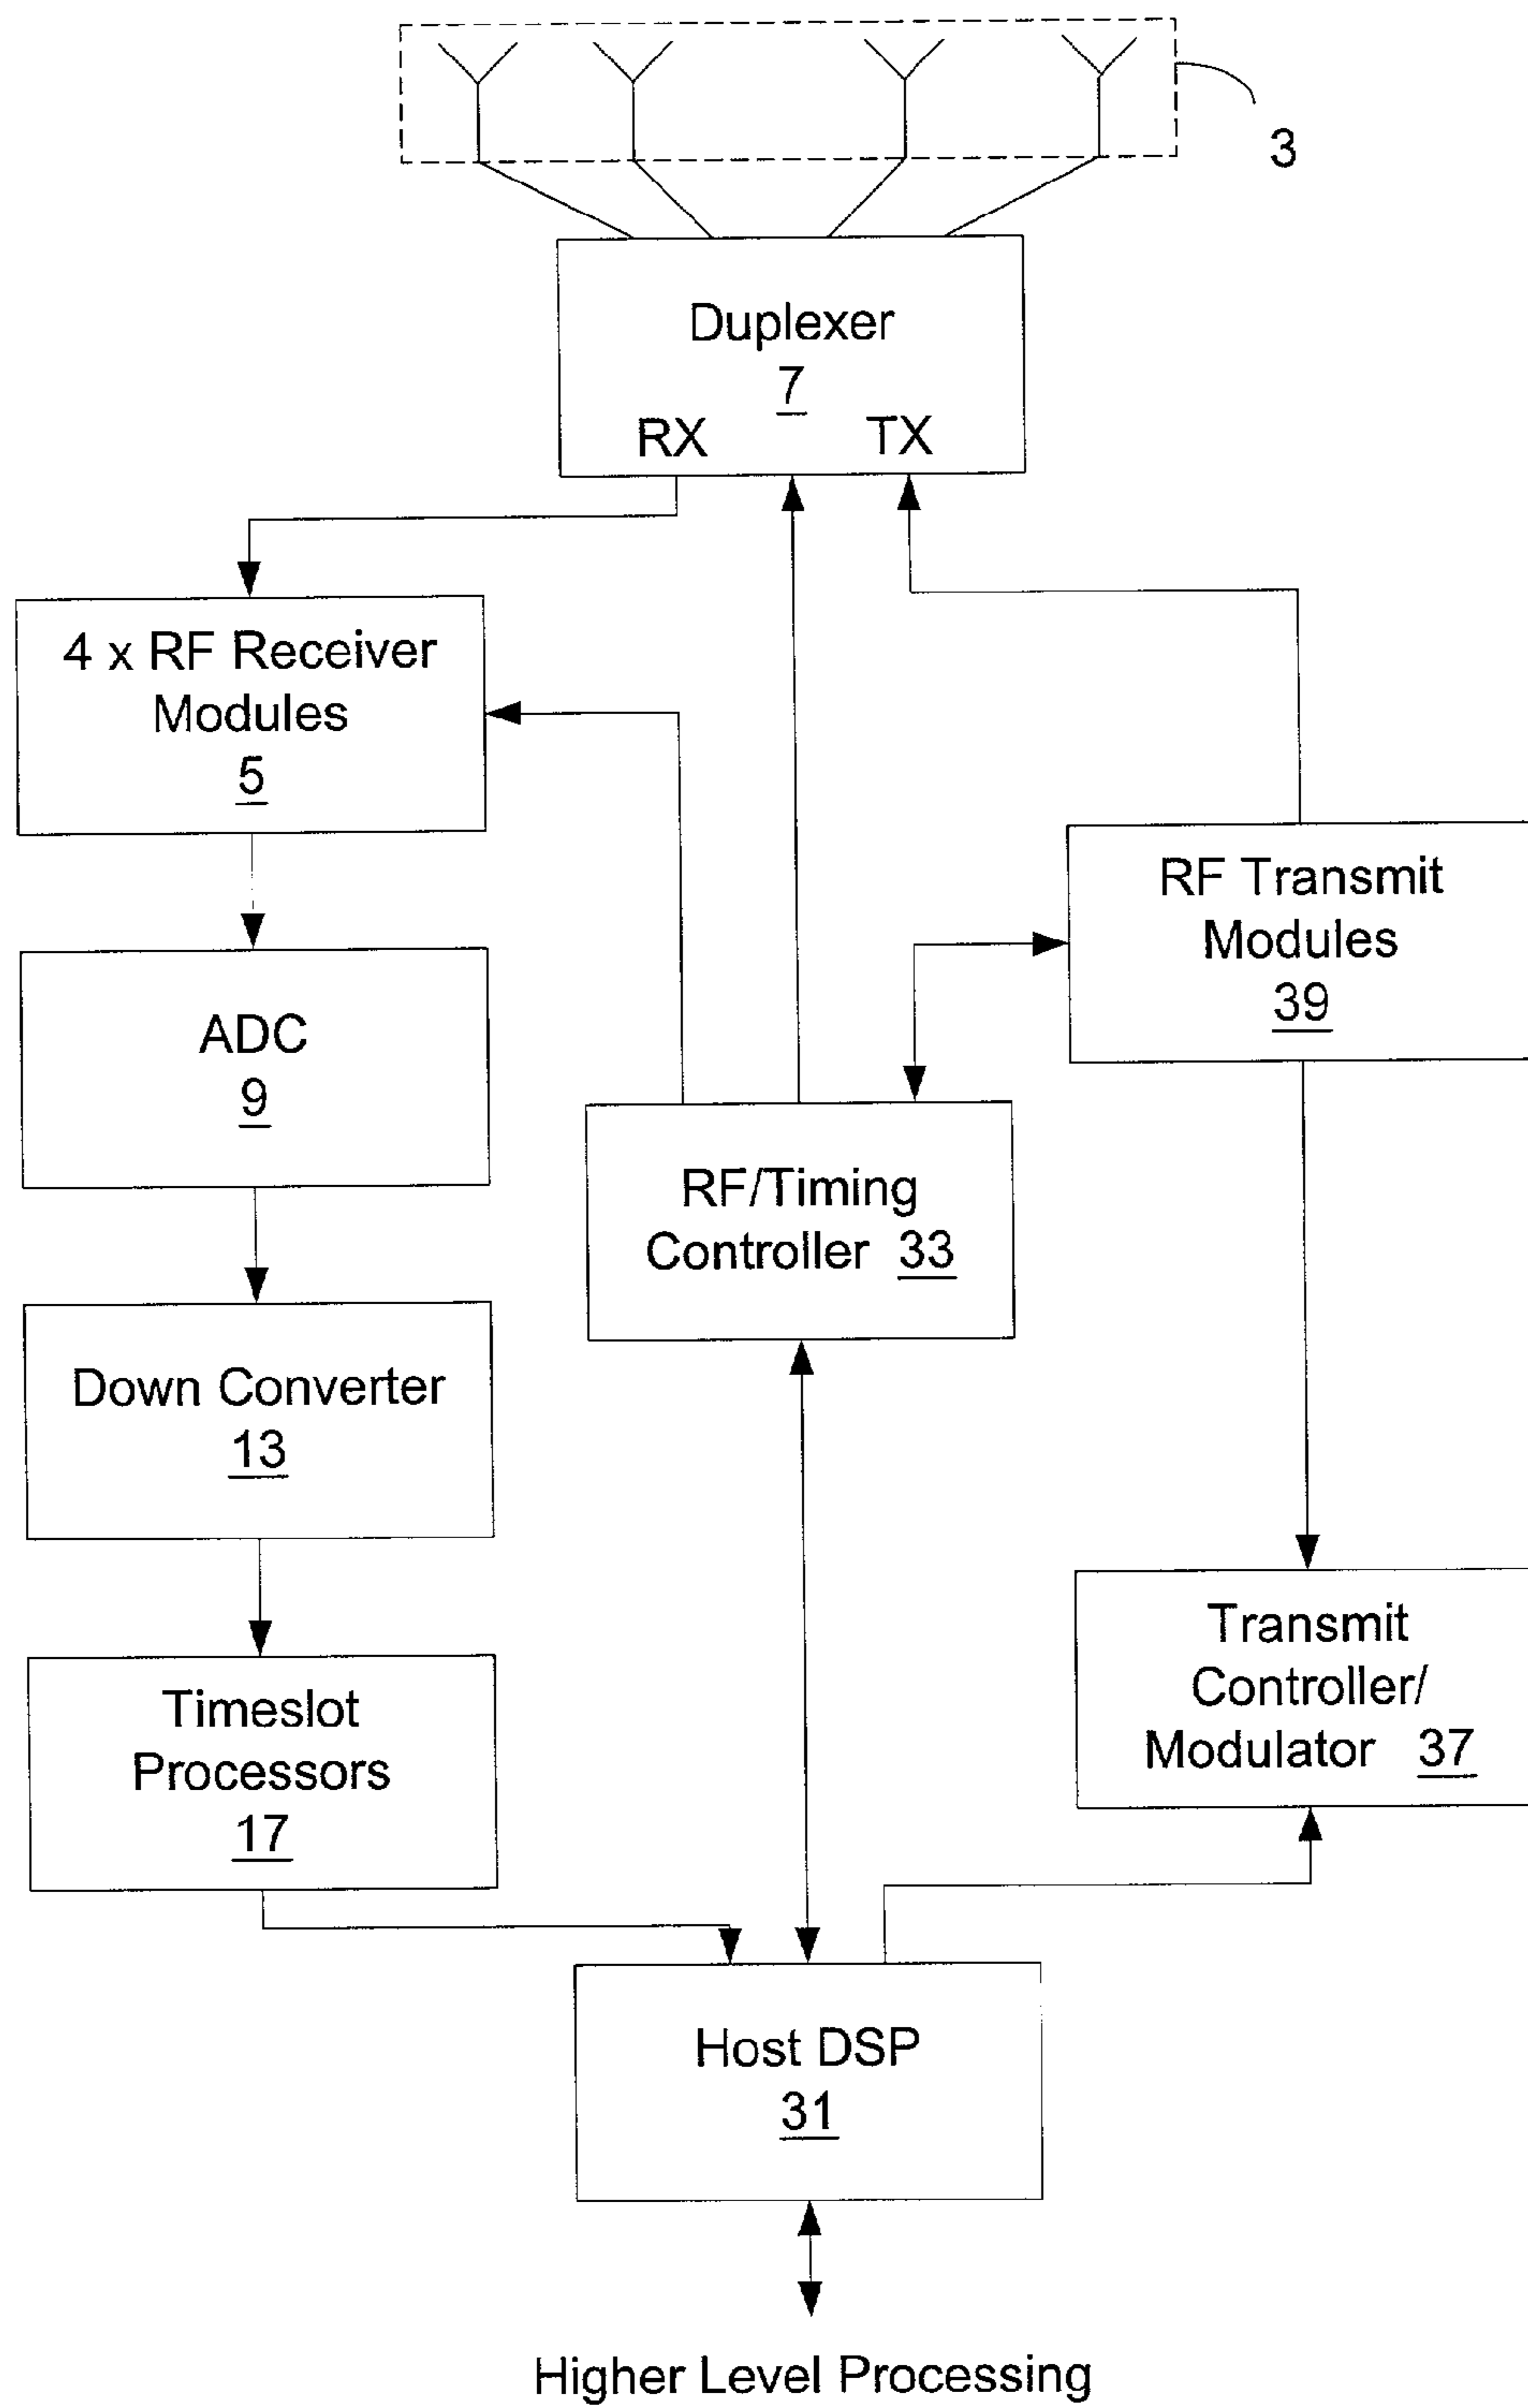 3
Duplexer
7
RX TX
4 x RF Receiver
Modules
5
RF Transmit
Modules
39
ADC
9
RF/Timing
Controller 33
Down Converter
13
Transmit
Controller/
Modulator 37
Timeslot
Processors
17
Host DSP
31
Higher Level Processing